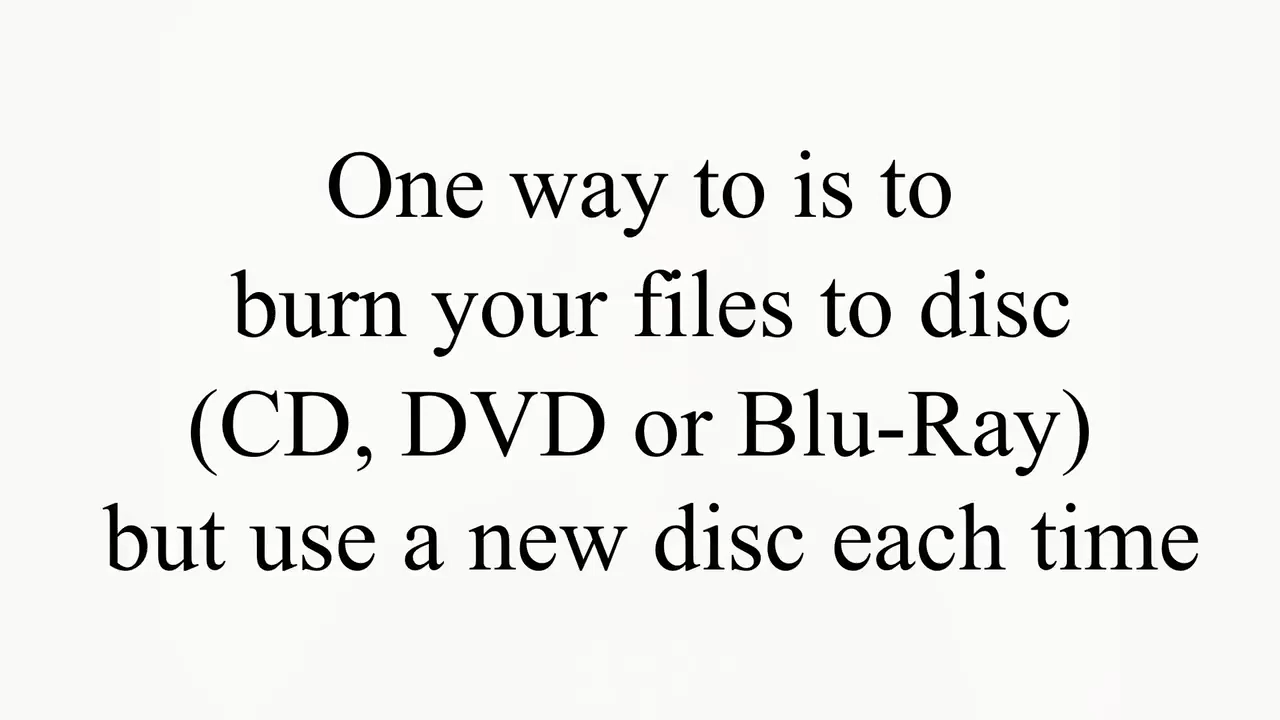 One way to is to
burn your files to disc
(CD, DVD or Blu-Ray)
but use a new disc each time